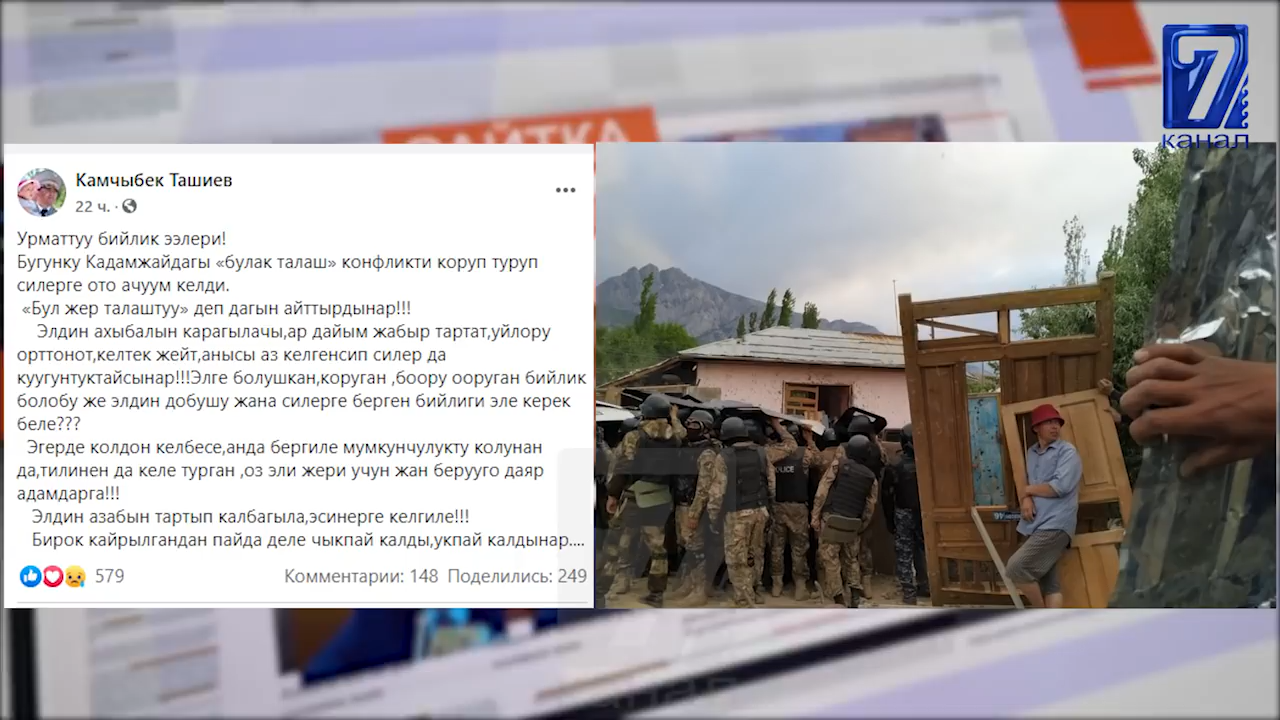 7
канал
САЙТКА
Камчыбек Ташиев
22 ч. ·
Урматтуу бийлик ээлери!
Бугунку Кадамжайдагы «булак талаш» конфликти коруп туруп
силерге ото ачуум келди.
«Бул жер талаштуу» деп дагын айттырдынар!!!
Элдин ахыбалын карагылачы,ар дайым жабыр тартат,уйлору
орттонот,келтек жейт,анысы аз келгенсип силер да
куугунтуктайсынар!!!Элге болушкан,коруган ,боору ооруган бийлик
болобу же элдин добушу жана силерге берген бийлиги эле керек
беле???
Эгерде колдон келбесе,анда бергиле мумкунчулукту колунан
да,тилинен да келе турган ,оз эли жери учун жан берууго даяр
адамдарга!!!
Элдин азабын тартып калбагыла,эсинерге келгиле!!!
Бирок кайрылгандан пайда деле чыкпай калды,укпай калдынар....
579
Комментарии: 148 Поделились: 249
POLICE